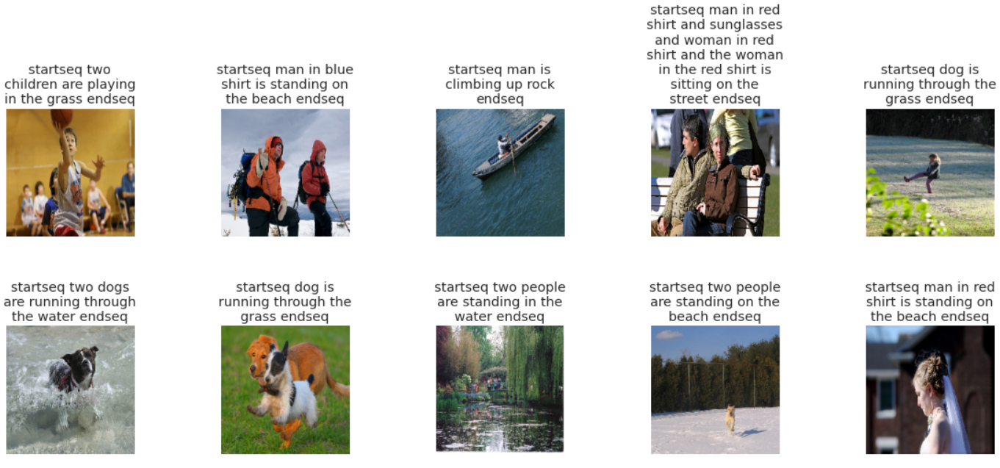 startseq two
children are playing
in the grass endseq
startseq man in blue
shirt is standing on
the beach endseq
startseq man is
climbing up rock
endseq
startseq man in red
shirt and sunglasses
and woman in red
shirt and the woman
in the red shirt is
sitting on the
street endseq
startseq dog is
running through the
grass endseq
startseq two dogs
are running through
the water endseq
startseq dog is
running through the
grass endseq
startseq two people
are standing in the
water endseq
startseq two people
are standing on the
beach endseq
startseq man in red
shirt is standing on
the beach endseq